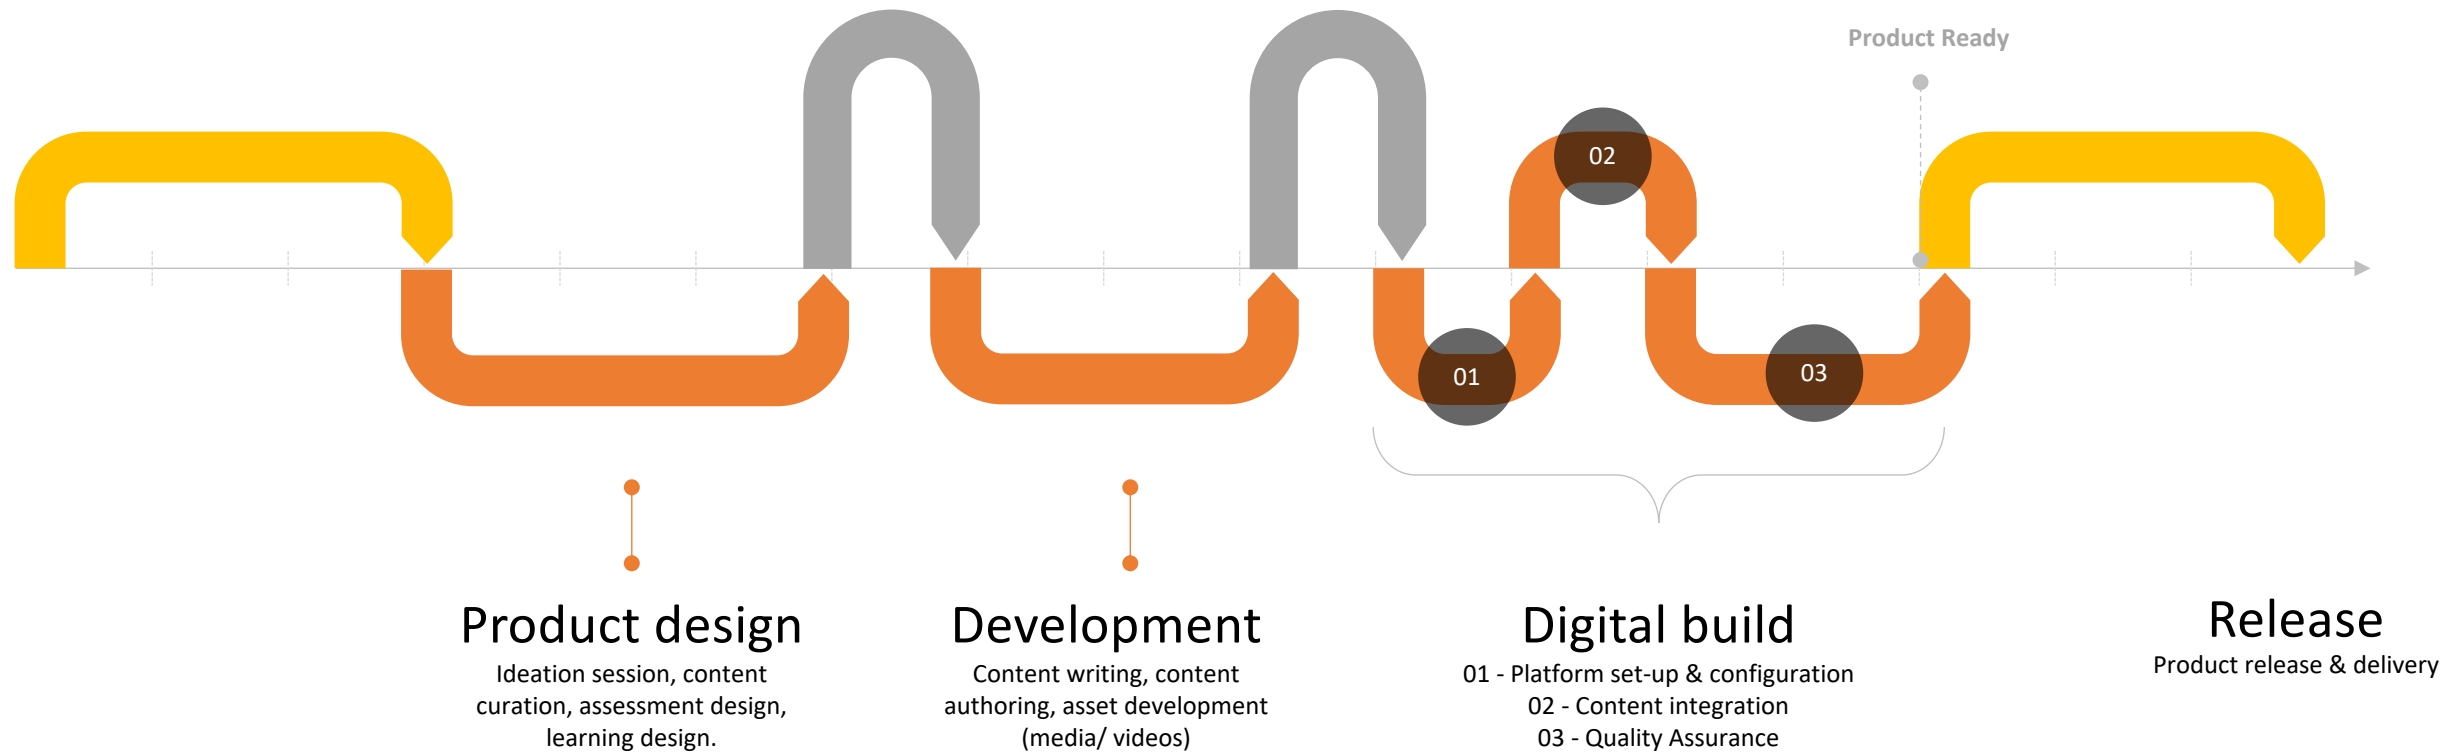 Product Ready
02
01
03
Product design
Ideation session, content
curation, assessment design,
learning design.
Development
Content writing, content
authoring, asset development
(media/ videos)
Digital build
01 - Platform set-up & configuration
02 - Content integration
03 - Quality Assurance
Release
Product release & delivery